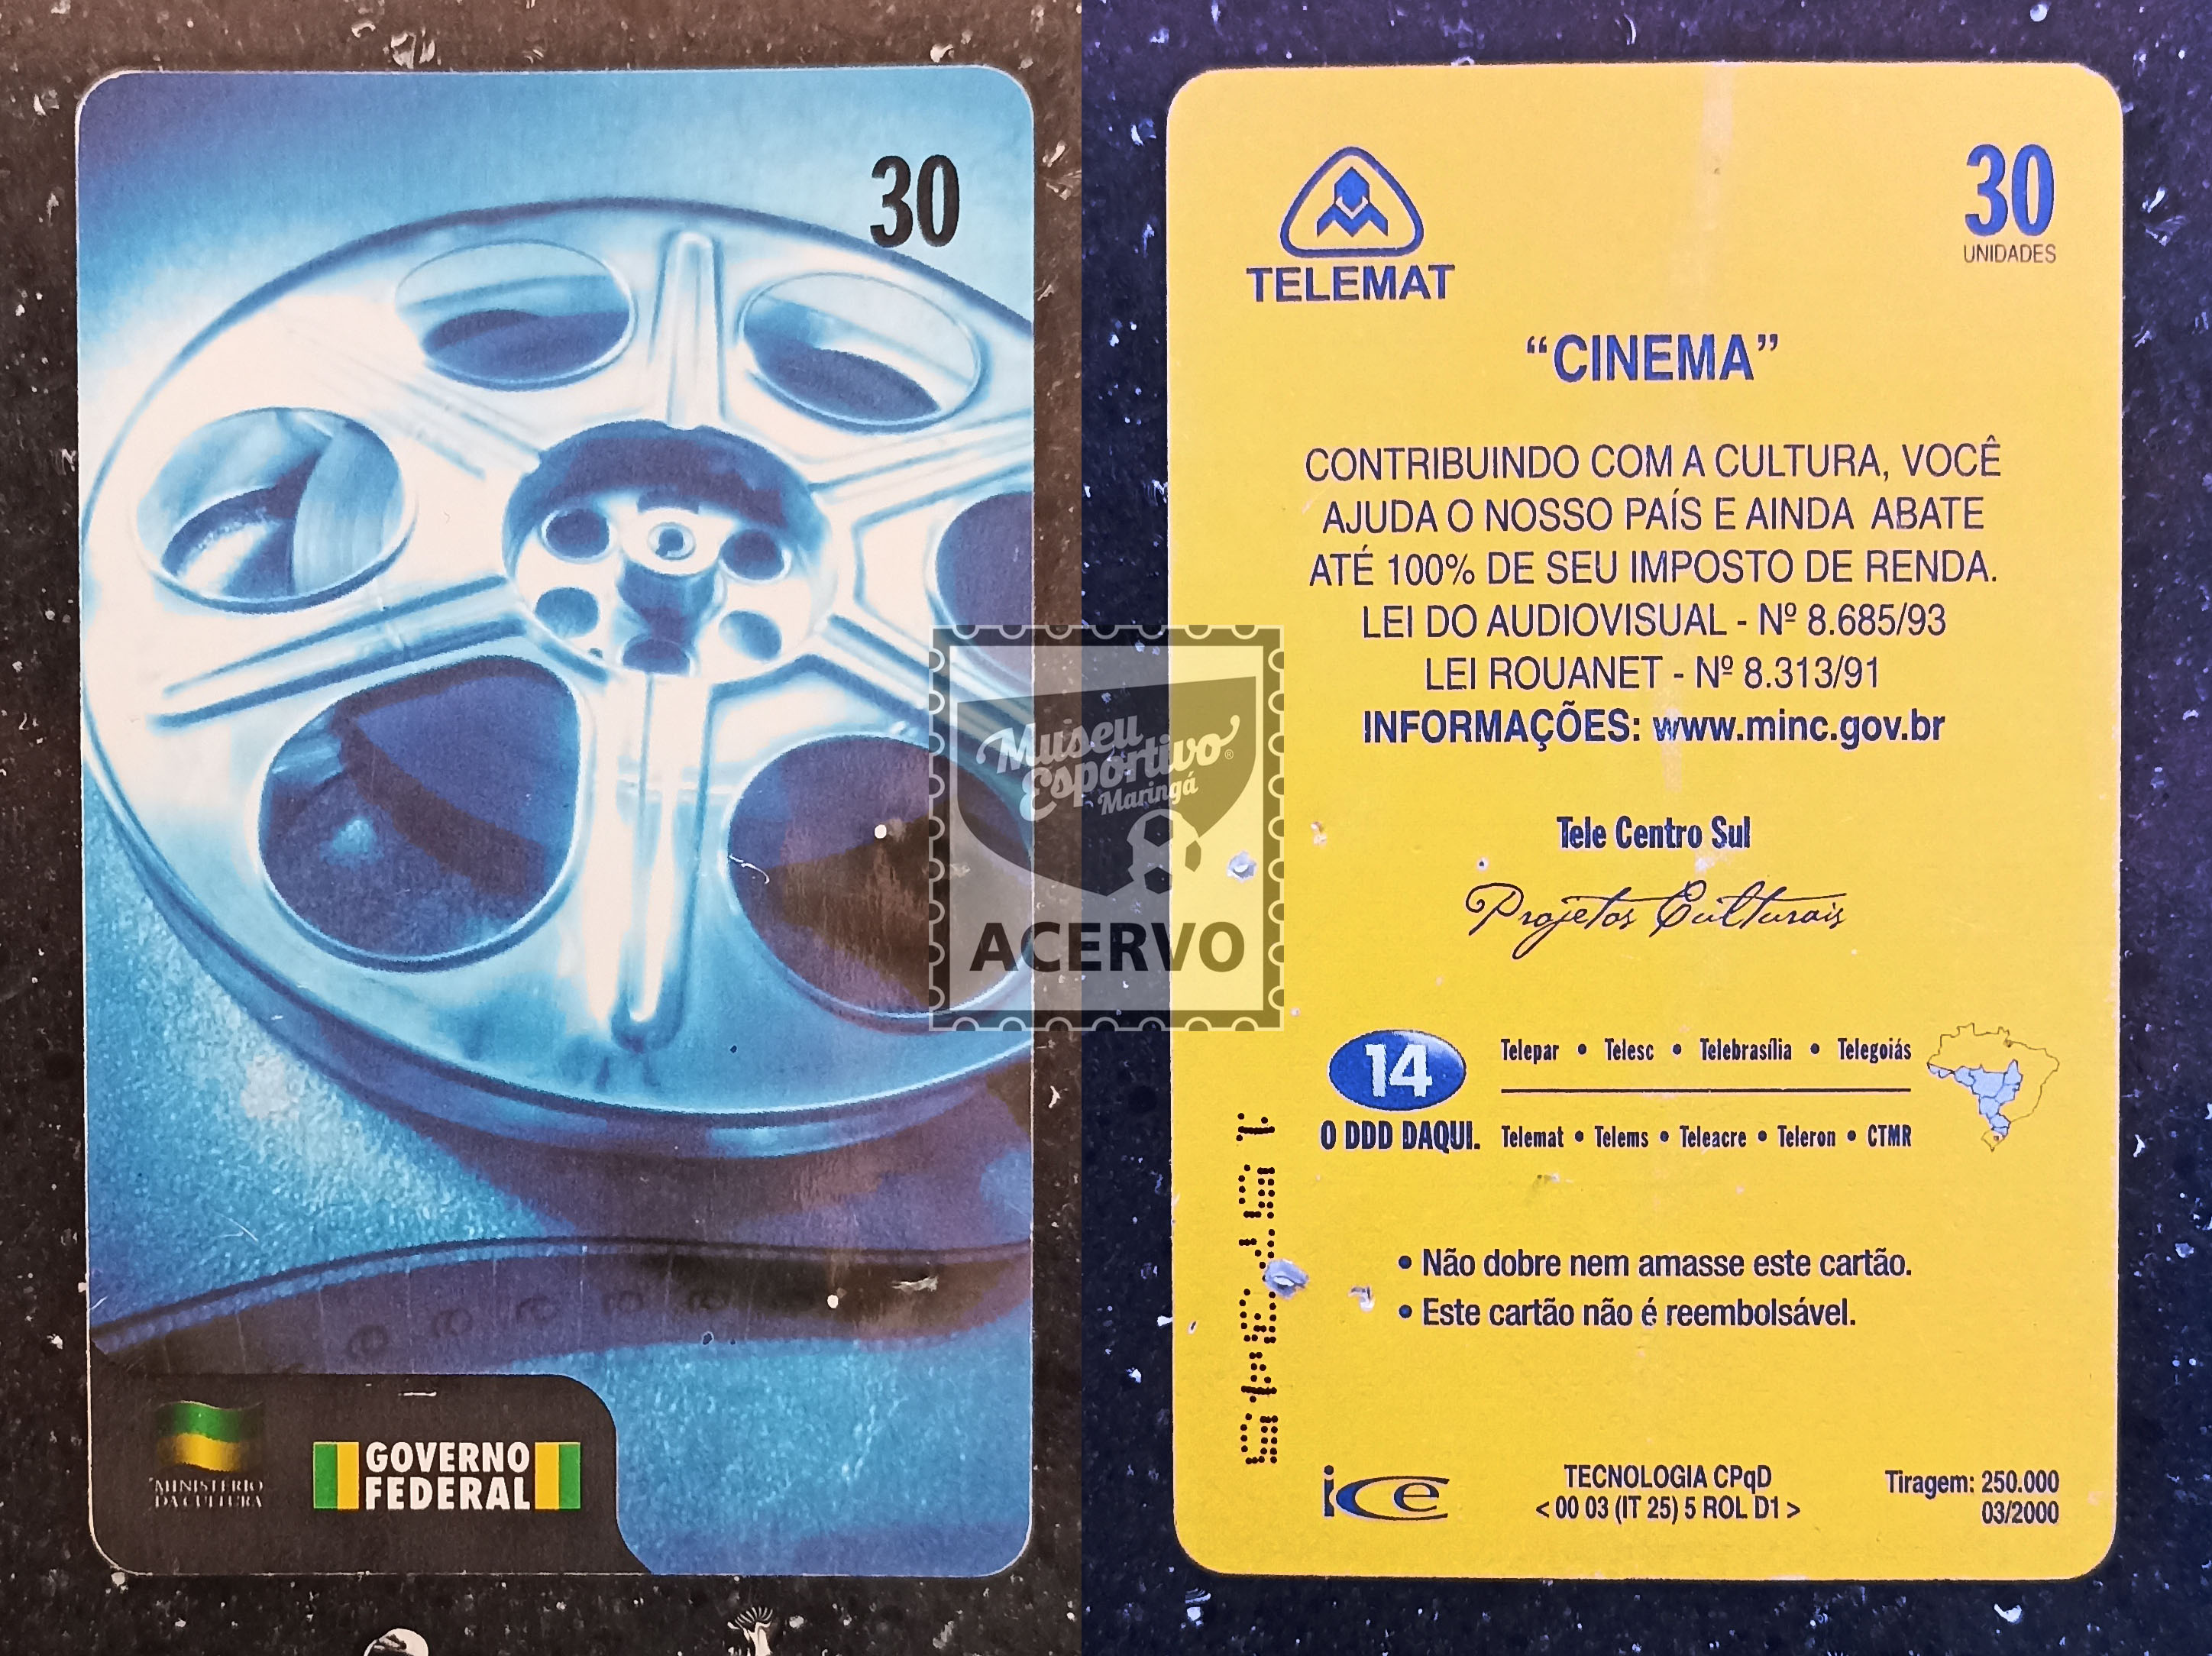 30
MINISTÉRIO
DA CULTURA
GOVERNO
FEDERAL
Museu
Esportivo®
Maringá
ACERVO
TELEMAT
30
UNIDADES
“CINEMA”
CONTRIBUINDO COM A CULTURA, VOCÊ
AJUDA O NOSSO PAÍS E AINDA ABATE
ATÉ 100% DE SEU IMPOSTO DE RENDA.
LEI DO AUDIOVISUAL - Nº 8.685/93
LEI ROUANET - Nº 8.313/91
INFORMAÇÕES: www.minc.gov.br
Tele Centro Sul
Projetos Culturais
14
O DDD DAQUI.
Telepar • Telesc • Telebrasília • Telegoiás
Telemat • Telems • Teleacre • Teleron • CTMR
• Não dobre nem amasse este cartão.
• Este cartão não é reembolsável.
ice
TECNOLOGIA CPqD
< 00 03 (IT 25) 5 ROL D1 >
Tiragem: 250.000
03/2000